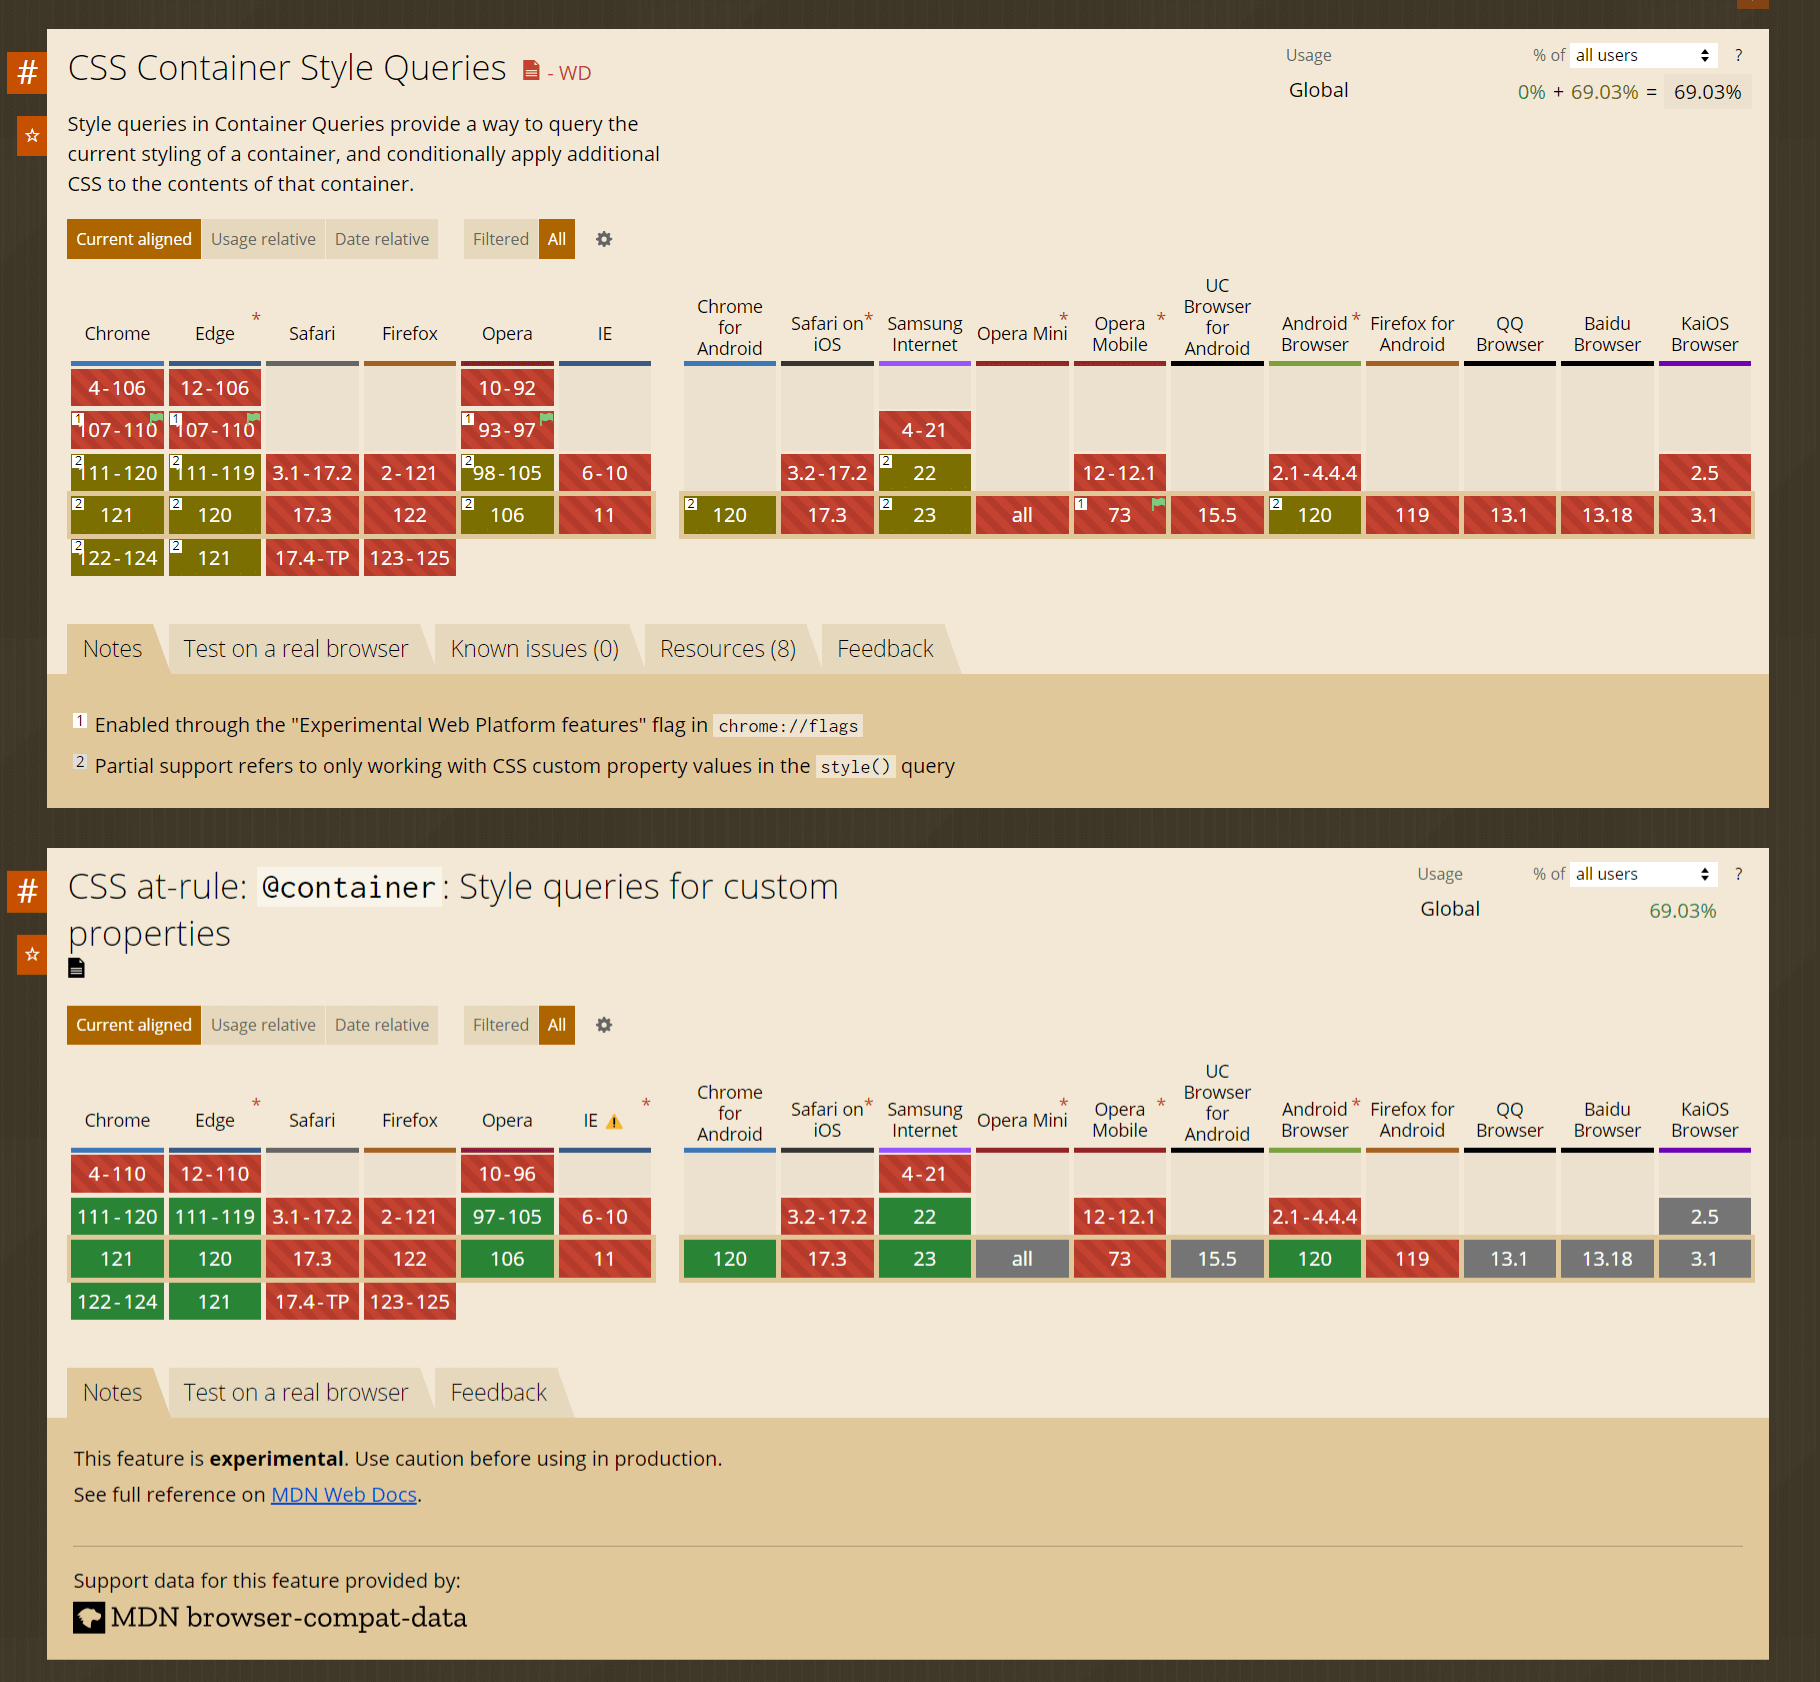 #
CSS Container Style Queries - WD
Usage % of all users ?
Global 0% + 69.03% = 69.03%
Style queries in Container Queries provide a way to query the
current styling of a container, and conditionally apply additional
CSS to the contents of that container.
Current aligned Usage relative Date relative Filtered All
Chrome Edge * Safari Firefox Opera IE
4-106 12-106 10-92
1 107-110 1 107-110 1 93-97
2 111-120 2 111-119 3.1-17.2 2-121 2 98-105 6-10
2 121 2 120 17.3 122 2 106 11
2 122-124 2 121 17.4-TP 123-125
Chrome for Android Safari on iOS * Samsung Internet Opera Mini * Opera Mobile * UC Browser for Android Android Browser * Firefox for Android QQ Browser Baidu Browser KaiOS Browser
4-21
3.2-17.2 2 22 12-12.1 2.1-4.4.4 2.5
2 120 17.3 2 23 all 1 73 15.5 2 120 119 13.1 13.18 3.1
Notes Test on a real browser Known issues (0) Resources (8) Feedback
1 Enabled through the "Experimental Web Platform features" flag in chrome://flags
2 Partial support refers to only working with CSS custom property values in the style() query
#
CSS at-rule: @container: Style queries for custom
properties
Usage % of all users ?
Global 69.03%
Current aligned Usage relative Date relative Filtered All
Chrome Edge * Safari Firefox Opera IE *
4-110 12-110 10-96
111-120 111-119 3.1-17.2 2-121 97-105 6-10
121 120 17.3 122 106 11
122-124 121 17.4-TP 123-125
Chrome for Android Safari on iOS * Samsung Internet Opera Mini * Opera Mobile * UC Browser for Android Android Browser * Firefox for Android QQ Browser Baidu Browser KaiOS Browser
4-21
3.2-17.2 22 12-12.1 2.1-4.4.4 2.5
120 17.3 23 all 73 15.5 120 119 13.1 13.18 3.1
Notes Test on a real browser Feedback
This feature is experimental. Use caution before using in production.
See full reference on MDN Web Docs.
Support data for this feature provided by:
MDN browser-compat-data